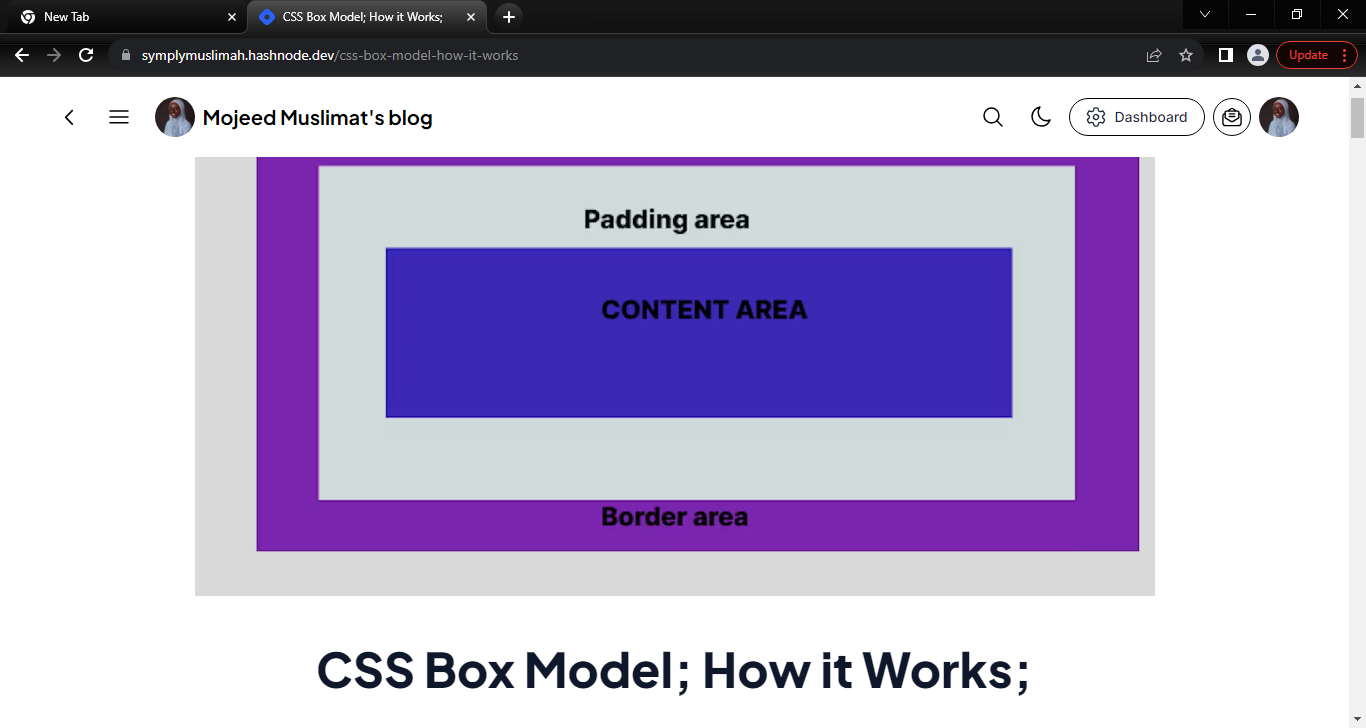 New Tab
CSS Box Model; How it Works;
Update
symplymuslimah.hashnode.dev/css-box-model-how-it-works
Mojeed Muslimat's blog
Dashboard
Padding area
CONTENT AREA
Border area
CSS Box Model; How it Works;